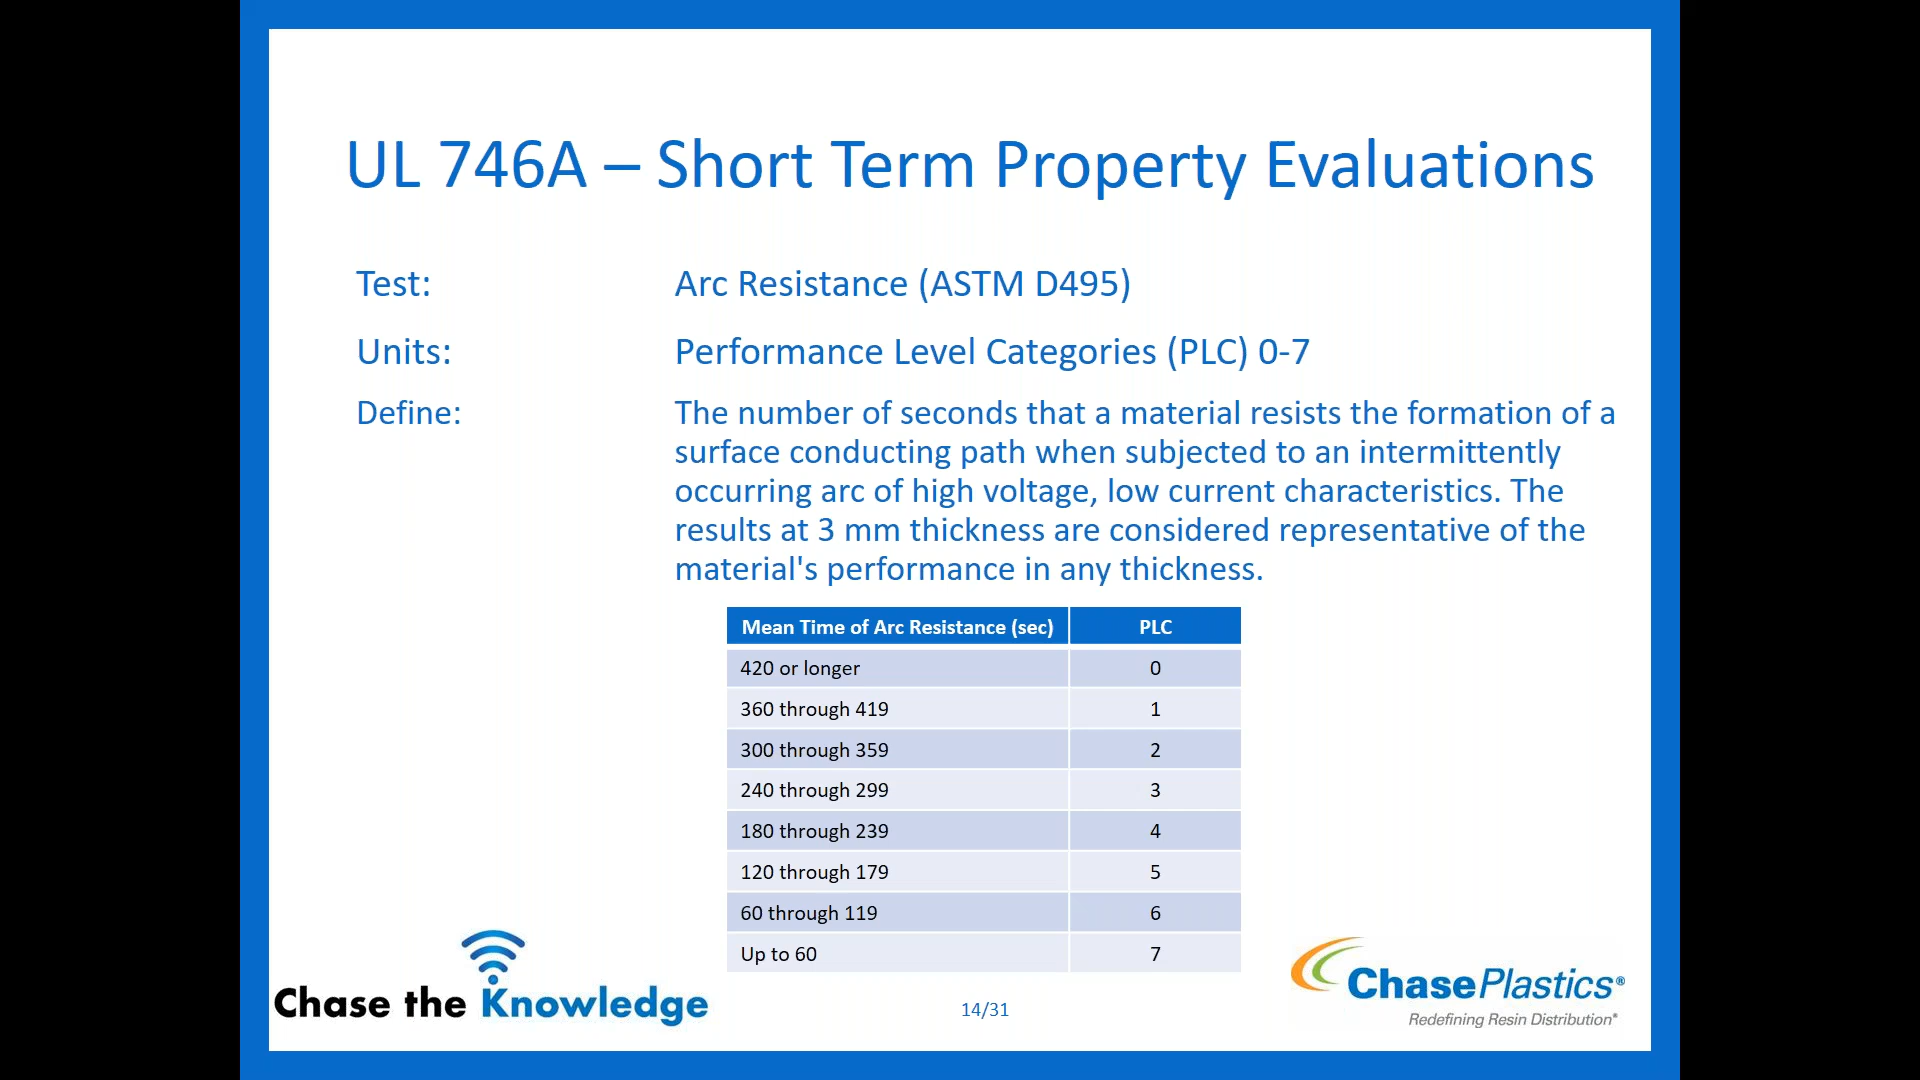 UL 746A – Short Term Property Evaluations
Test: Arc Resistance (ASTM D495)
Units: Performance Level Categories (PLC) 0-7
Define: The number of seconds that a material resists the formation of a
surface conducting path when subjected to an intermittently
occurring arc of high voltage, low current characteristics. The
results at 3 mm thickness are considered representative of the
material's performance in any thickness.
Mean Time of Arc Resistance (sec) PLC
420 or longer 0
360 through 419 1
300 through 359 2
240 through 299 3
180 through 239 4
120 through 179 5
60 through 119 6
Up to 60 7
Chase the Knowledge
14/31
ChasePlastics®
Redefining Resin Distribution®